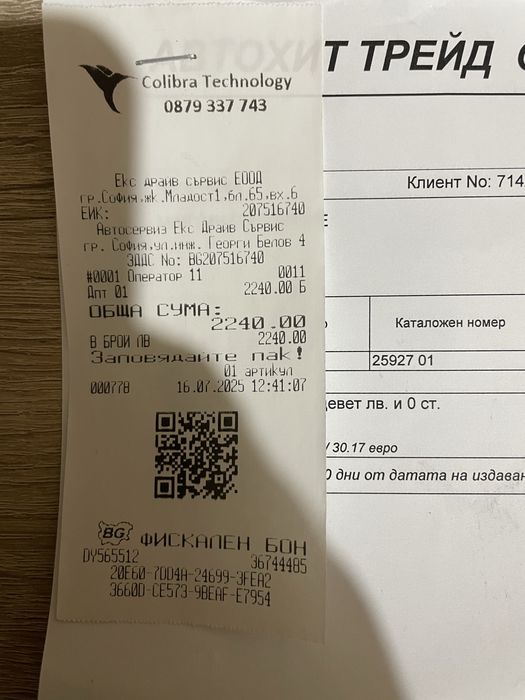 Colibra Technology
0879 337 743
Екс драйв сървис ЕООД
гр.София,жк.Младост1,бл.65,вх.6
ЕИК: 207516740
Автосервиз Екс Драив Сървис
гр. София,ул.инж. Георги Белов 4
ЗДДС No: BG207516740
#0001 Оператор 11 0011
Деп 01 2240.00 Б
ОБЩА СУМА:
2240.00
В БРОИ ЛВ 2240.00
Заповядайте пак!
01 артикул
000778 16.07.2025 12:41:07
BG
ФИСКАЛЕН БОН
DY565512 36744485
20E60-7DD4A-24699-3FEA2
3660D-CE573-9BEAF-E7954
Т ТРЕЙД
Клиент No: 714
Каталожен номер
25927 01
девет лв. и 0 ст.
/ 30.17 евро
0 дни от датата на издаван